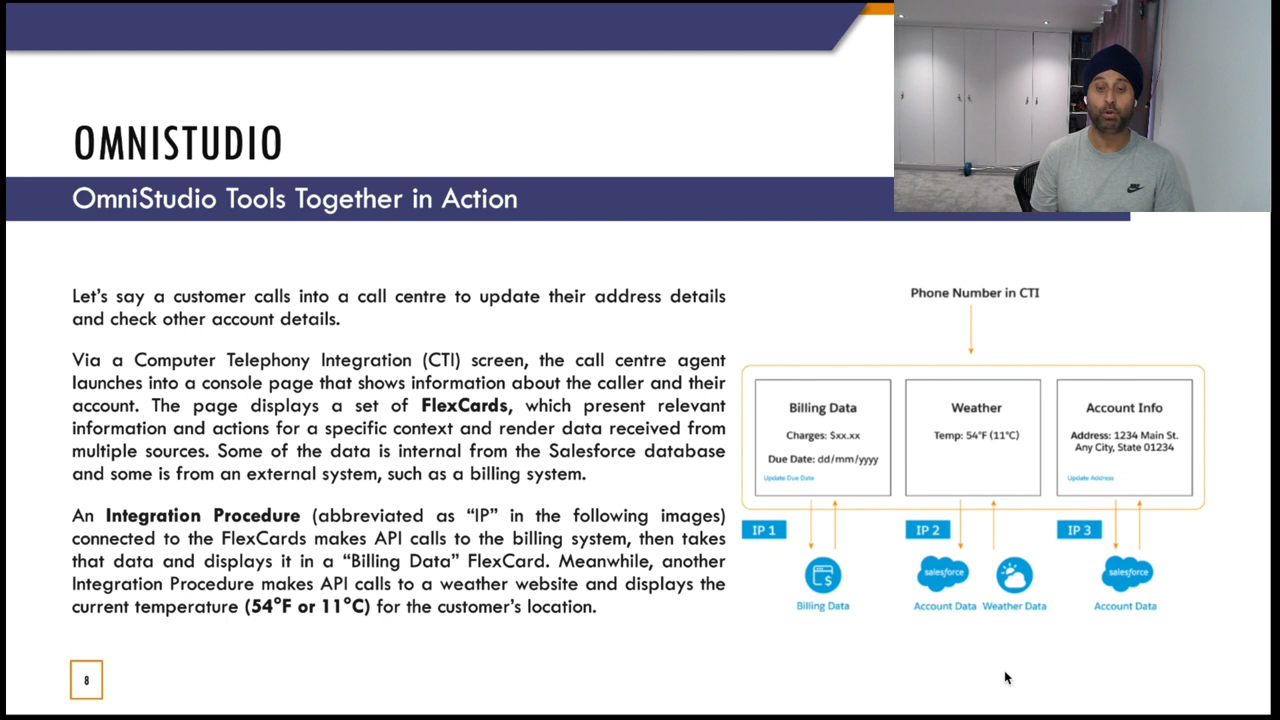 OMNISTUDIO
OmniStudio Tools Together in Action
Let's say a customer calls into a call centre to update their address details
and check other account details.
Via a Computer Telephony Integration (CTI) screen, the call centre agent
launches into a console page that shows information about the caller and their
account. The page displays a set of FlexCards, which present relevant
information and actions for a specific context and render data received from
multiple sources. Some of the data is internal from the Salesforce database
and some is from an external system, such as a billing system.
An Integration Procedure (abbreviated as "IP" in the following images)
connected to the FlexCards makes API calls to the billing system, then takes
that data and displays it in a "Billing Data" FlexCard. Meanwhile, another
Integration Procedure makes API calls to a weather website and displays the
current temperature (54°F or 11°C) for the customer's location.
Phone Number in CTI
Billing Data
Charges: $xx.xx
Due Date: dd/mm/yyyy
Update Due Date
Weather
Temp: 54°F (11°C)
Account Info
Address: 1234 Main St.
Any City, State 01234
Update Address
IP 1
IP 2
IP 3
salesforce
salesforce
Billing Data
Account Data
Weather Data
Account Data
8